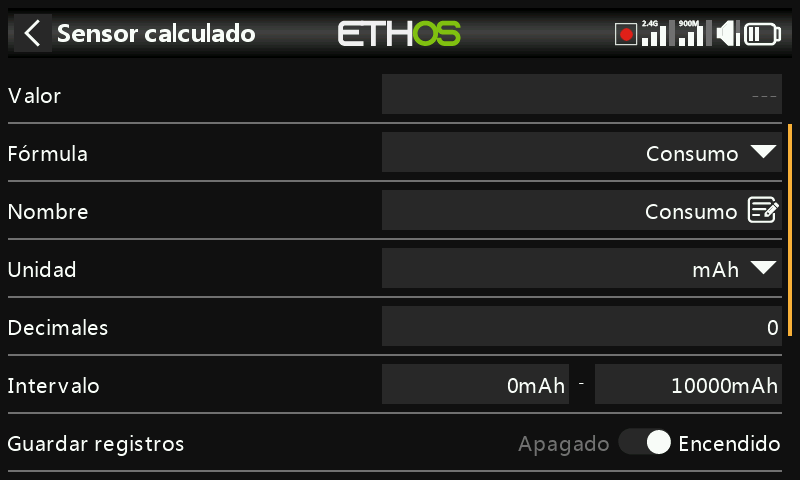 Sensor calculado ETHOS 2.4G 900M
Valor ---
Fórmula Consumo
Nombre Consumo
Unidad mAh
Decimales 0
Intervalo 0mAh - 10000mAh
Guardar registros Apagado Encendido